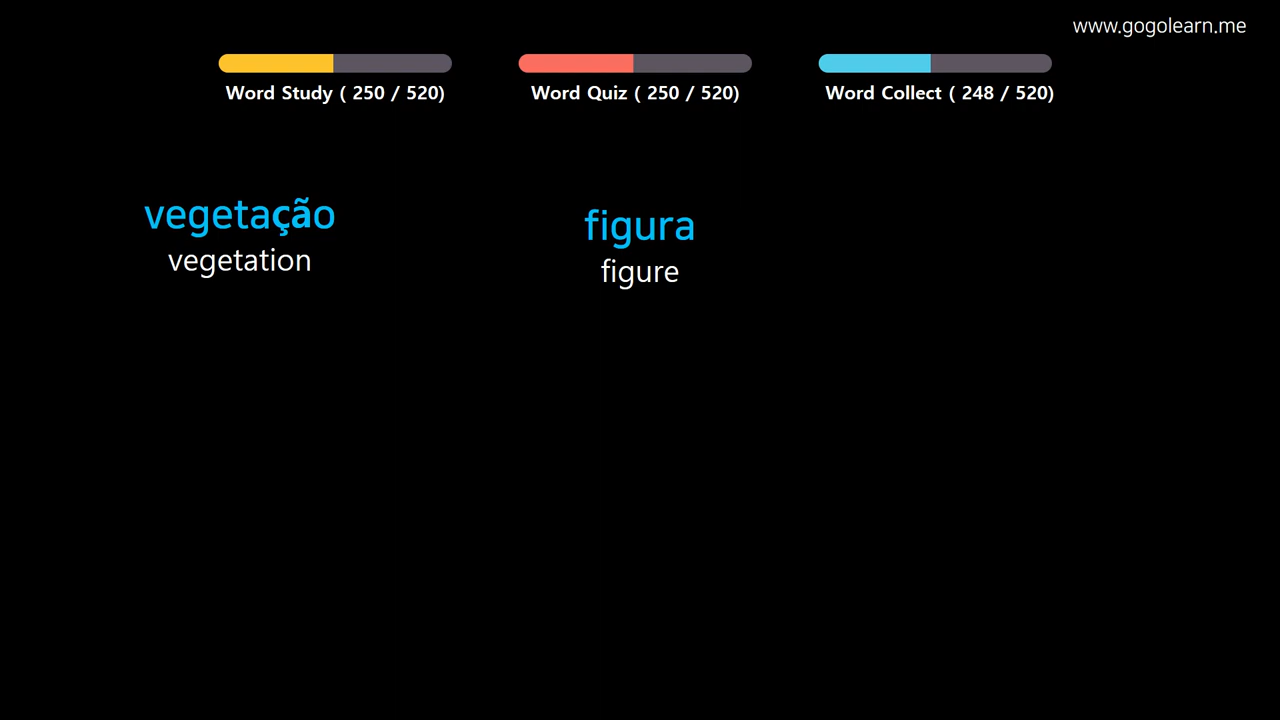 www.gogolearn.me
Word Study ( 250 / 520)
Word Quiz ( 250 / 520)
Word Collect ( 248 / 520)
vegetação
vegetation
figura
figure